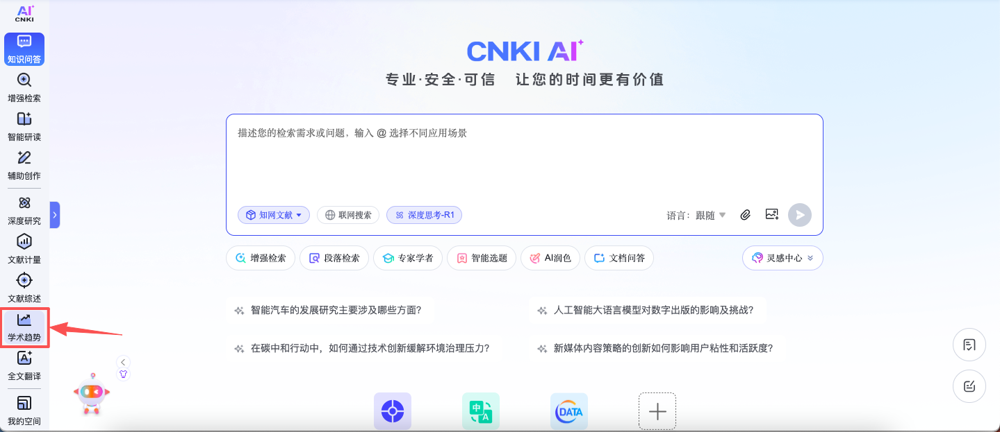 AI
CNKI
知识问答
增强检索
智能研读
辅助创作
深度研究
文献计量
文献综述
学术趋势
全文翻译
我的空间
CNKI AI
专业·安全·可信 让您的时间更有价值
描述您的检索需求或问题，输入 @ 选择不同应用场景
知网文献 联网搜索 深度思考-R1 语言：跟随
增强检索 段落检索 专家学者 智能选题 AI润色 文档问答 灵感中心
智能汽车的发展研究主要涉及哪些方面？ 人工智能大语言模型对数字出版的影响及挑战？
在碳中和行动中，如何通过技术创新缓解环境治理压力？ 新媒体内容策略的创新如何影响用户粘性和活跃度？
中 A DATA